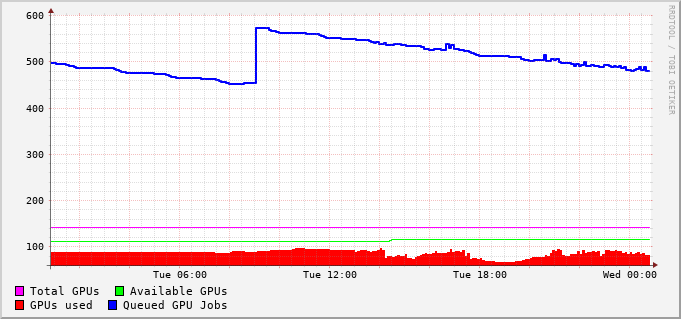 600
500
400
300
200
100
Tue 06:00 Tue 12:00 Tue 18:00 Wed 00:00
Total GPUs Available GPUs
GPUs used Queued GPU Jobs
RRDTOOL / TOBI OETIKER